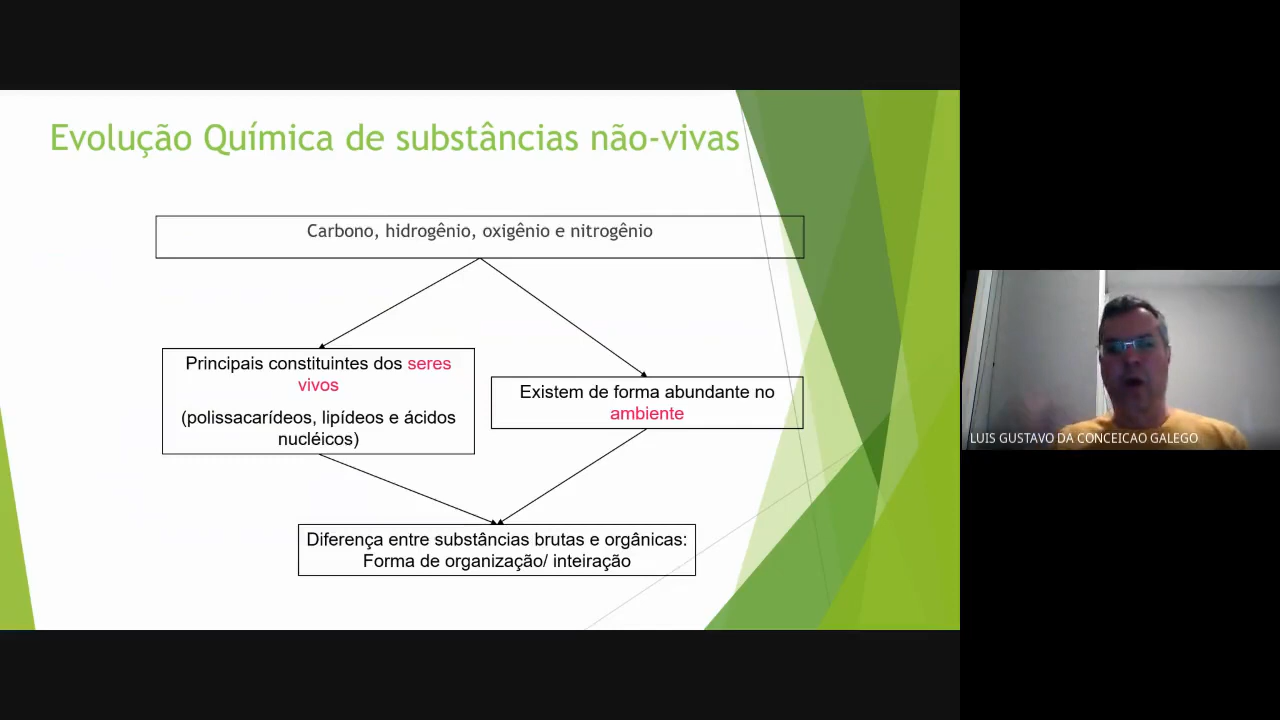 Evolução Química de substâncias não-vivas
Carbono, hidrogênio, oxigênio e nitrogênio
Principais constituintes dos seres
vivos
(polissacarídeos, lipídeos e ácidos
nucléicos)
Existem de forma abundante no
ambiente
Diferença entre substâncias brutas e orgânicas:
Forma de organização/ inteiração
LUIS GUSTAVO DA CONCEICAO GALEGO